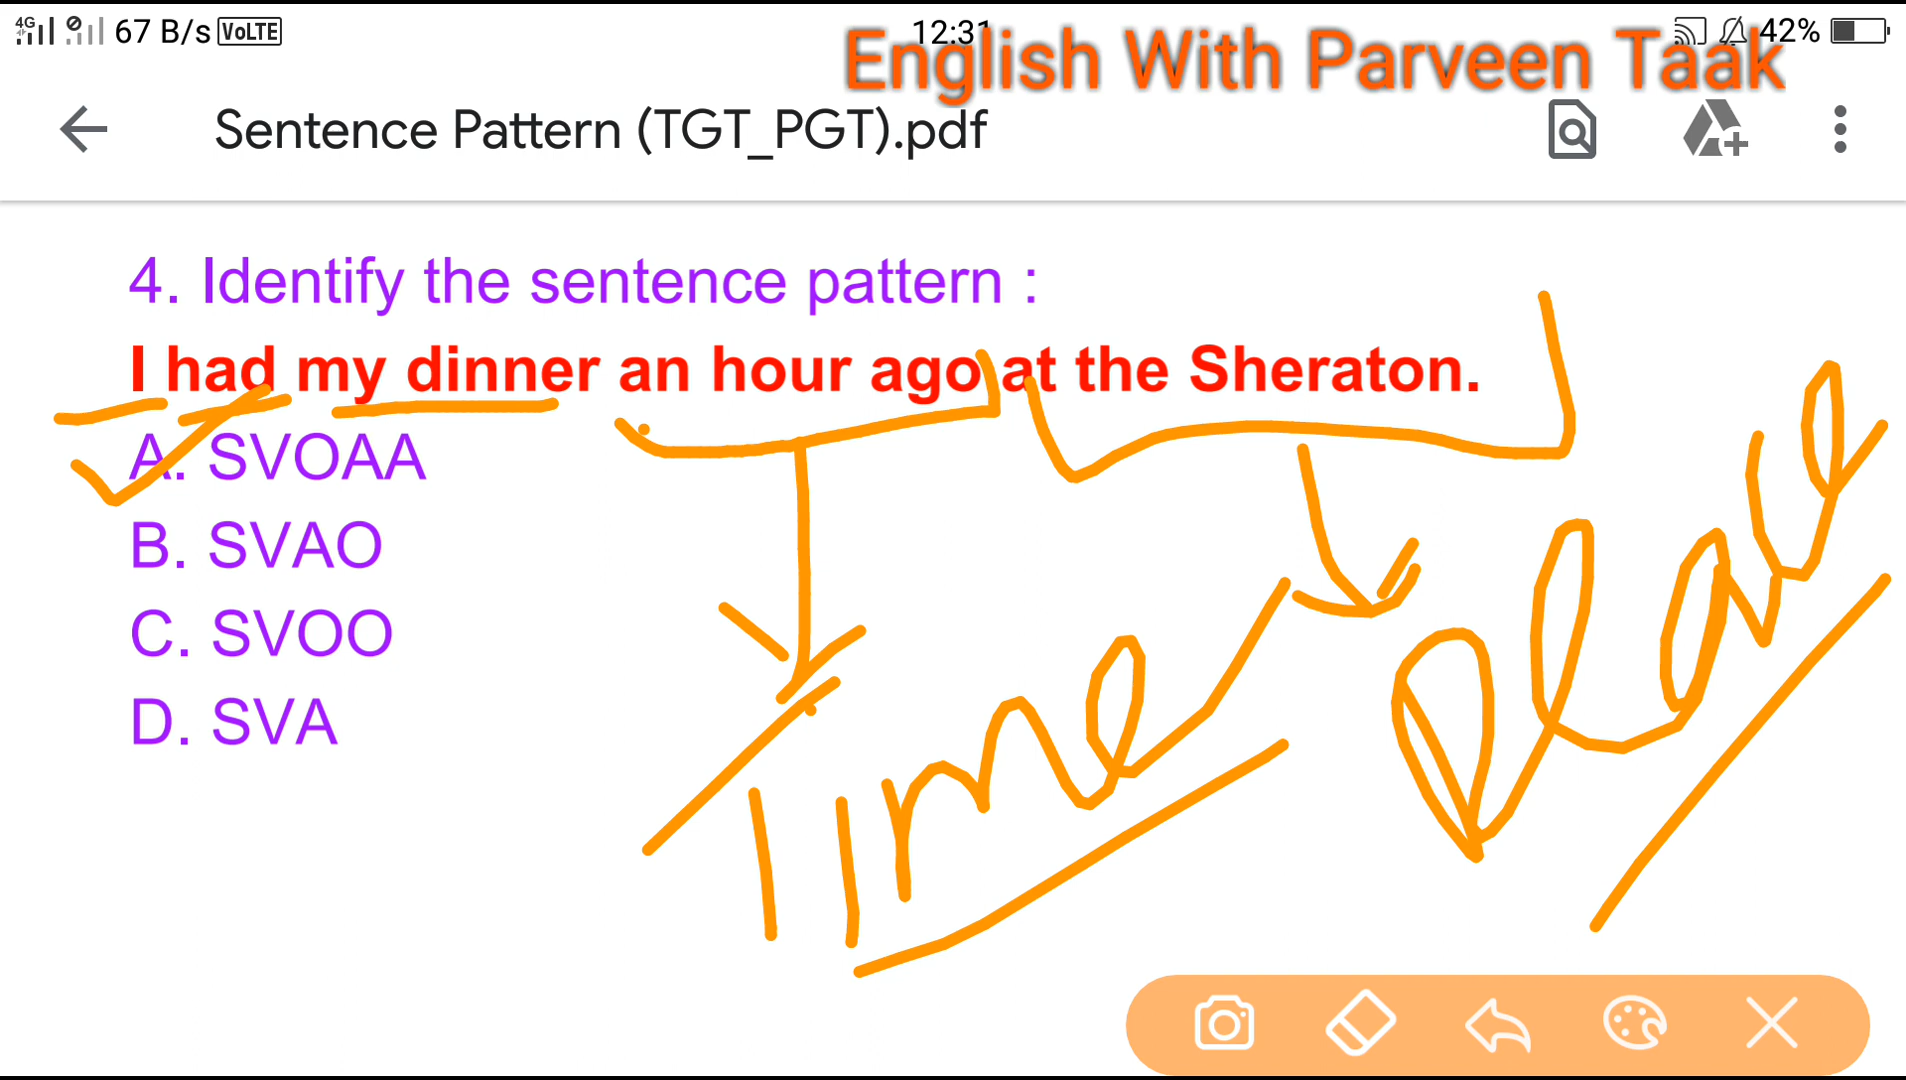 4G 67 B/s VoLTE 12:31 42%
English With Parveen Taak
Sentence Pattern (TGT_PGT).pdf
4. Identify the sentence pattern :
I had my dinner an hour ago at the Sheraton.
A. SVOAA
B. SVAO
C. SVOO
D. SVA
Time
Place